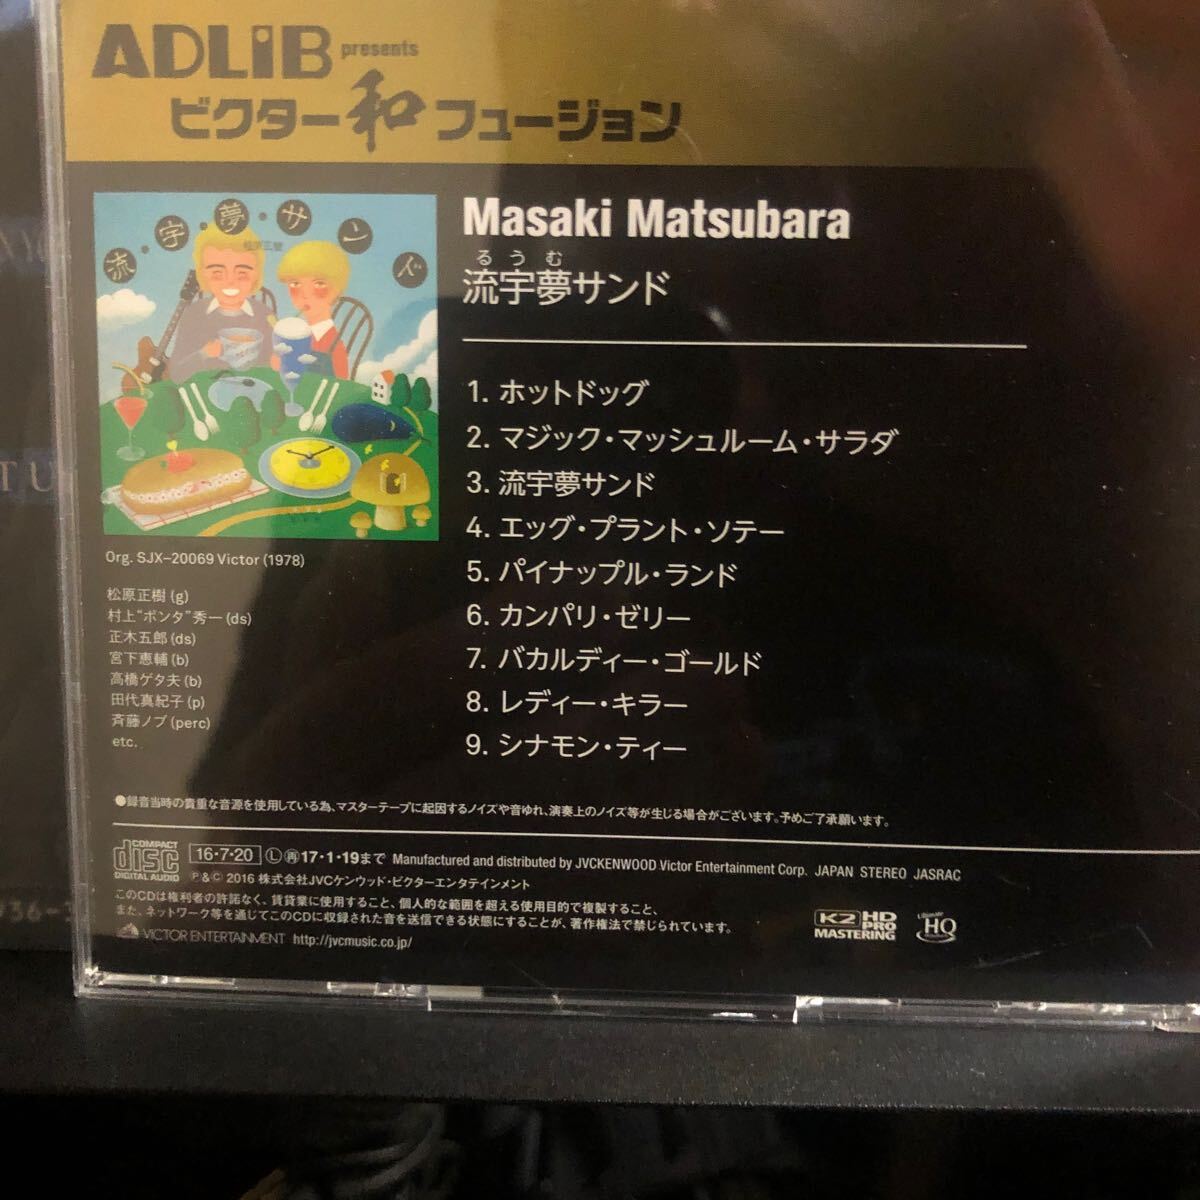 ADLiB presents
ビクター和フュージョン
流・宇・夢・サンド
Masaki Matsubara
るうむ
流宇夢サンド
1. ホットドッグ
2. マジック・マッシュルーム・サラダ
3. 流宇夢サンド
4. エッグ・プラント・ソテー
5. パイナップル・ランド
6. カンパリ・ゼリー
7. バカルディー・ゴールド
8. レディー・キラー
9. シナモン・ティー
Org. SJX-20069 Victor (1978)
松原正樹 (g)
村上“ポンタ”秀一 (ds)
正木五郎 (ds)
宮下恵輔 (b)
高橋ゲタ夫 (b)
田代真紀子 (p)
斉藤ノブ (perc)
etc.
●録音当時の貴重な音源を使用している為、マスターテープに起因するノイズや音ゆれ、演奏上のノイズ等が生じる場合がございます。予めご了承願います。
COMPACT disc DIGITAL AUDIO
16・7・20 Ⓛ㊢17・1・19まで Manufactured and distributed by JVCKENWOOD Victor Entertainment Corp. JAPAN STEREO JASRAC
Ⓟ&© 2016 株式会社JVCケンウッド・ビクターエンタテインメント
このCDは権利者の許諾なく、賃貸業に使用すること、個人的な範囲を超える使用目的で複製すること、
また、ネットワーク等を通じてこのCDに収録された音を送信できる状態にすることが、著作権法で禁じられています。
VICTOR ENTERTAINMENT http://jvcmusic.co.jp/
K2 HD PRO MASTERING
HQ